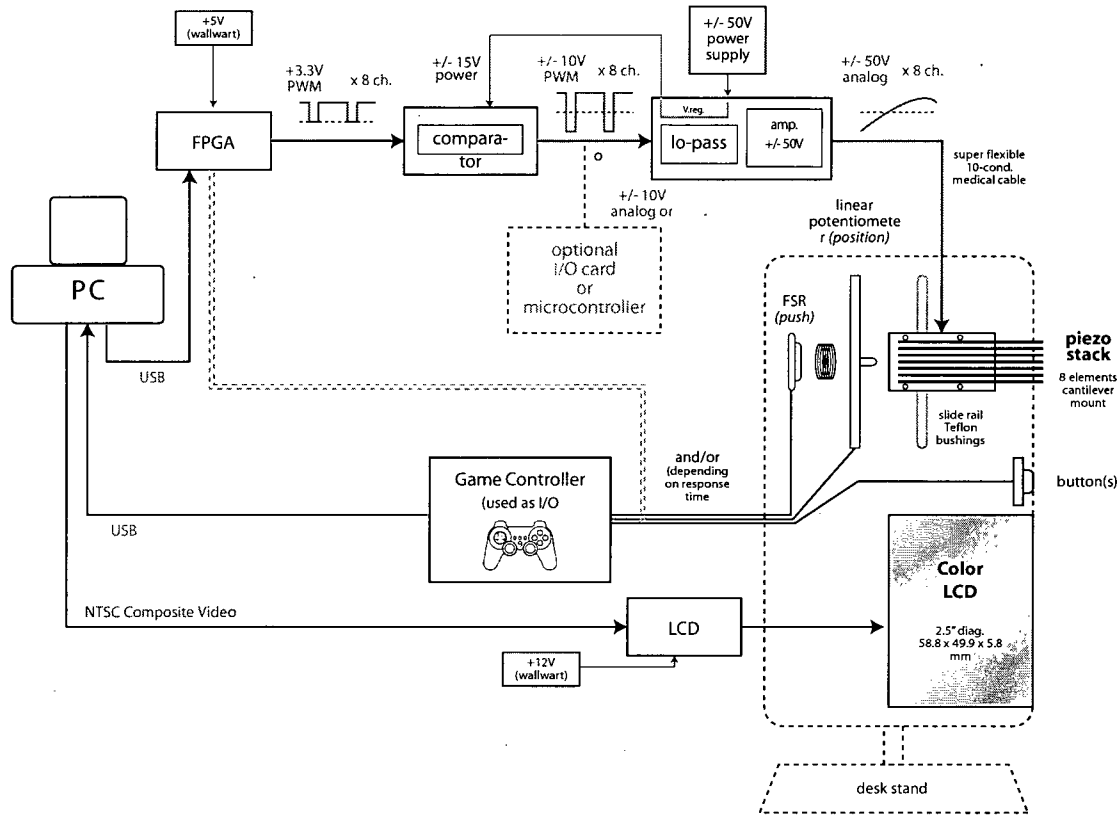 +5V
(wallwart)
+/- 50V
power
supply
+3.3V
PWM
x 8 ch.
+/- 15V
power
+/- 10V
PWM
x 8 ch.
+/- 50V
analog
x 8 ch.
FPGA
compara-
tor
V.reg.
lo-pass
amp.
+/- 50V
super flexible
10-cond.
medical cable
o
+/- 10V
analog or
optional
I/O card
or
microcontroller
linear
potentiomete
r (position)
PC
FSR
(push)
piezo
stack
8 elements
cantilever
mount
USB
slide rail
Teflon
bushings
and/or
(depending
on response
time
Game Controller
(used as I/O
button(s)
USB
Color
LCD
2.5" diag.
58.8 x 49.9 x 5.8
mm
NTSC Composite Video
LCD
+12V
(wallwart)
desk stand